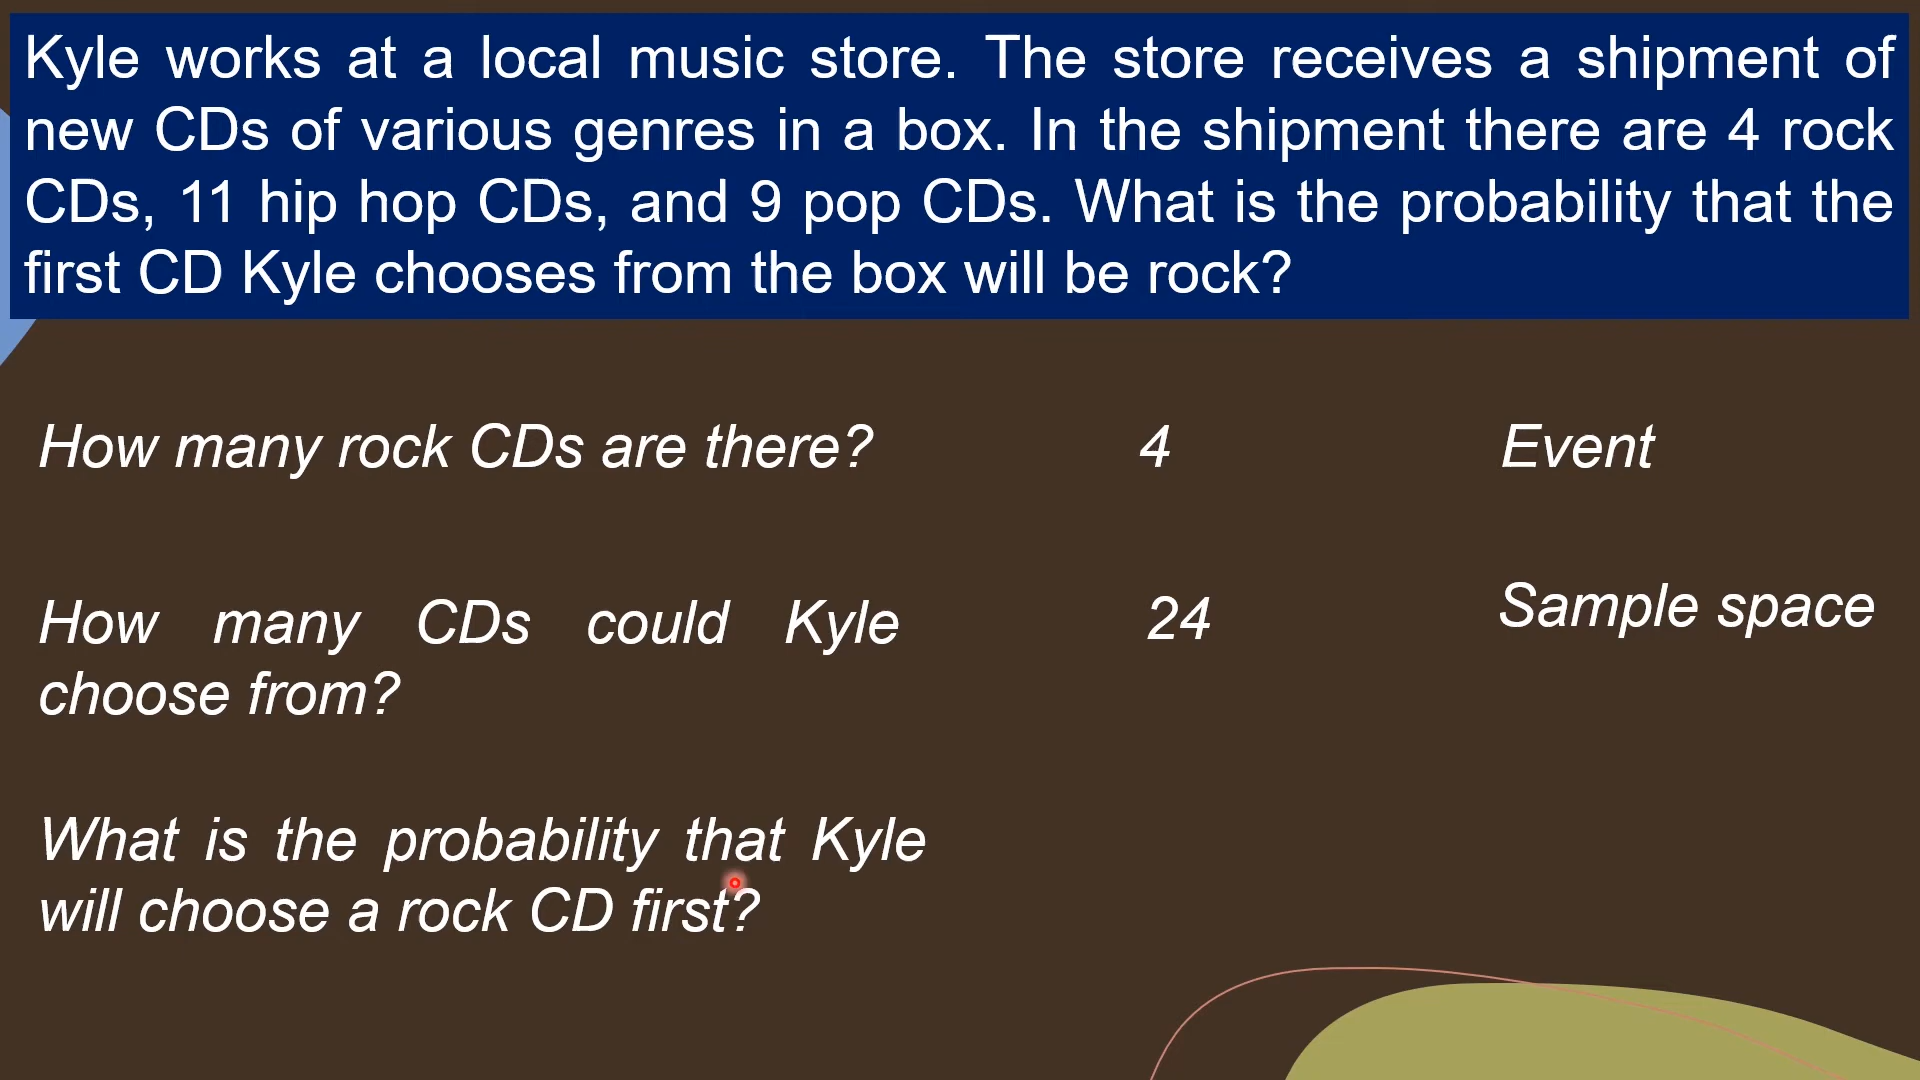 Kyle works at a local music store. The store receives a shipment of
new CDs of various genres in a box. In the shipment there are 4 rock
CDs, 11 hip hop CDs, and 9 pop CDs. What is the probability that the
first CD Kyle chooses from the box will be rock?
How many rock CDs are there? 4 Event
How many CDs could Kyle 24 Sample space
choose from?
What is the probability that Kyle
will choose a rock CD first?